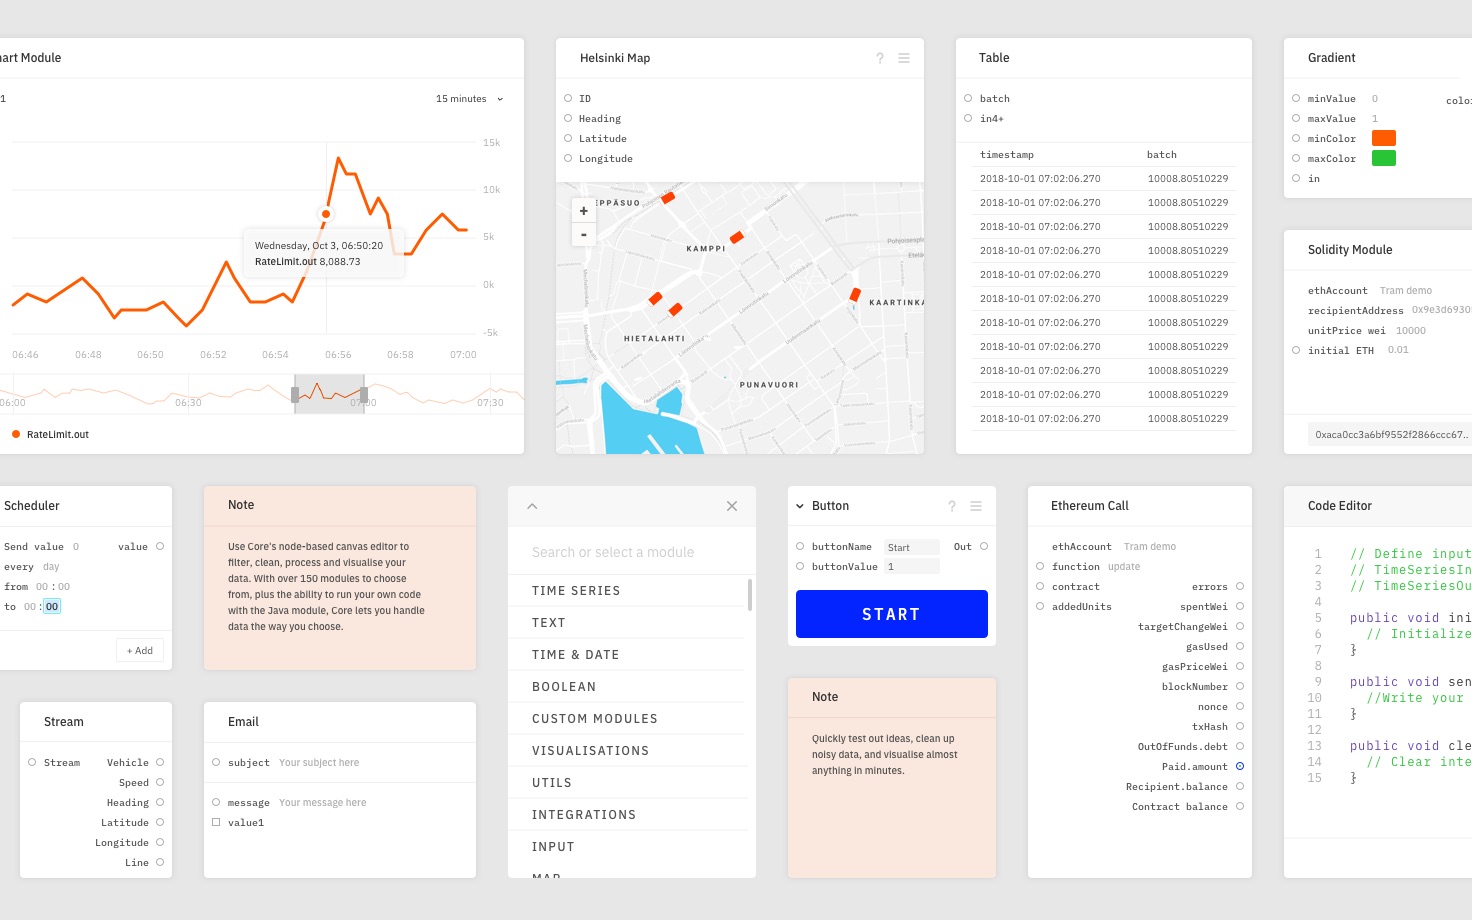 art Module
1
15 minutes
15k
10k
5k
0k
-5k
Wednesday, Oct 3, 06:50:20
RateLimit.out 8,088.73
06:46 06:48 06:50 06:52 06:54 06:56 06:58 07:00
06:00 06:30 07:00 07:30
RateLimit.out
Helsinki Map
?
ID
Heading
Latitude
Longitude
+
-
EPPÄSUO
KAMPPI
KAARTINKA
HIETALAHTI
PUNAVUORI
Table
batch
in4+
timestamp batch
2018-10-01 07:02:06.270 10008.80510229
2018-10-01 07:02:06.270 10008.80510229
2018-10-01 07:02:06.270 10008.80510229
2018-10-01 07:02:06.270 10008.80510229
2018-10-01 07:02:06.270 10008.80510229
2018-10-01 07:02:06.270 10008.80510229
2018-10-01 07:02:06.270 10008.80510229
2018-10-01 07:02:06.270 10008.80510229
2018-10-01 07:02:06.270 10008.80510229
2018-10-01 07:02:06.270 10008.80510229
2018-10-01 07:02:06.270 10008.80510229
Gradient
minValue 0 colo
maxValue 1
minColor
maxColor
in
Solidity Module
ethAccount Tram demo
recipientAddress 0x9e3d6930
unitPrice wei 10000
initial ETH 0.01
0xaca0cc3a6bf9552f2866ccc67..
Scheduler
Send value 0 value
every day
from 00 : 00
to 00 : 00
+ Add
Note
Use Core's node-based canvas editor to
filter, clean, process and visualise your
data. With over 150 modules to choose
from, plus the ability to run your own code
with the Java module, Core lets you handle
data the way you choose.
Search or select a module
TIME SERIES
TEXT
TIME & DATE
BOOLEAN
CUSTOM MODULES
VISUALISATIONS
UTILS
INTEGRATIONS
INPUT
MAP
Button
?
buttonName Start Out
buttonValue 1
START
Note
Quickly test out ideas, clean up
noisy data, and visualise almost
anything in minutes.
Ethereum Call
ethAccount Tram demo
function update
contract errors
addedUnits spentWei
targetChangeWei
gasUsed
gasPriceWei
blockNumber
nonce
txHash
OutOfFunds.debt
Paid.amount
Recipient.balance
Contract balance
Code Editor
1 // Define input
2 // TimeSeriesIn
3 // TimeSeriesOu
4
5 public void ini
6 // Initialize
7 }
8
9 public void sen
10 //Write your
11 }
12
13 public void cle
14 // Clear inte
15 }
Stream
Stream Vehicle
Speed
Heading
Latitude
Longitude
Line
Email
subject Your subject here
message Your message here
value1